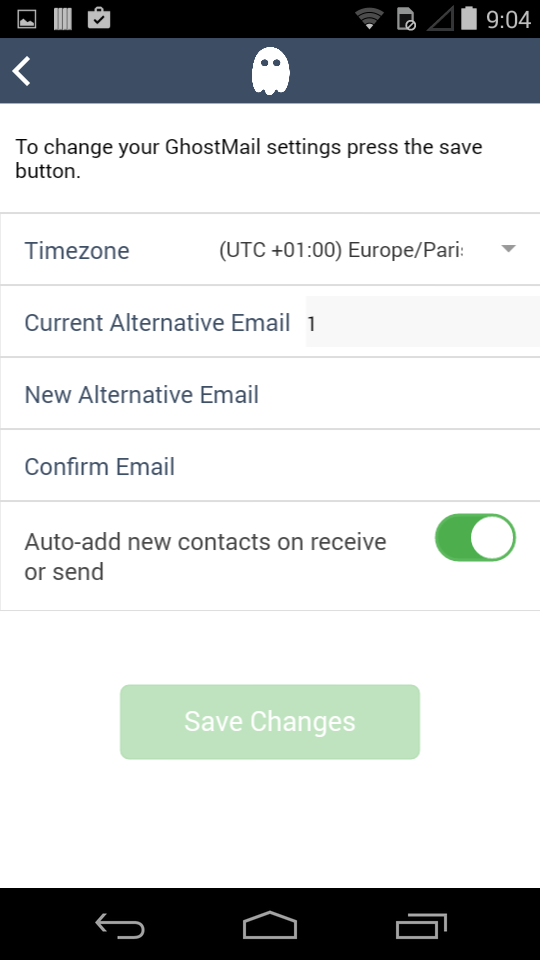 9:04
To change your GhostMail settings press the save
button.
Timezone (UTC +01:00) Europe/Pari
Current Alternative Email 1
New Alternative Email
Confirm Email
Auto-add new contacts on receive
or send
Save Changes